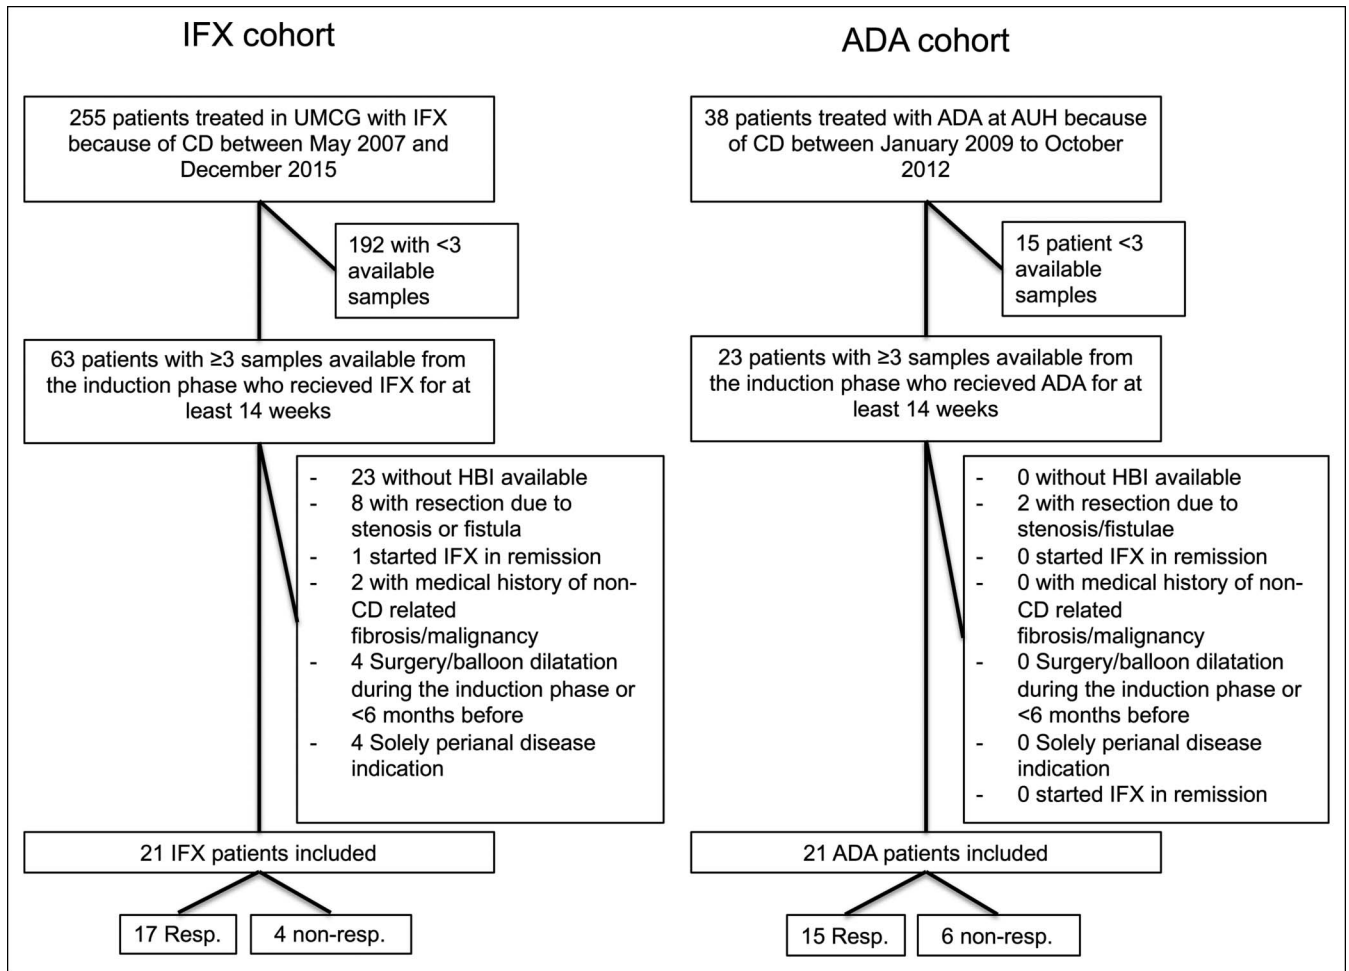 IFX cohort
255 patients treated in UMCG with IFX
because of CD between May 2007 and
December 2015
192 with <3
available
samples
63 patients with ≥3 samples available from
the induction phase who recieved IFX for at
least 14 weeks
- 23 without HBI available
- 8 with resection due to
stenosis or fistula
- 1 started IFX in remission
- 2 with medical history of non-
CD related
fibrosis/malignancy
- 4 Surgery/balloon dilatation
during the induction phase or
<6 months before
- 4 Solely perianal disease
indication
21 IFX patients included
17 Resp.
4 non-resp.
ADA cohort
38 patients treated with ADA at AUH because
of CD between January 2009 to October
2012
15 patient <3
available
samples
23 patients with ≥3 samples available from
the induction phase who recieved ADA for at
least 14 weeks
- 0 without HBI available
- 2 with resection due to
stenosis/fistulae
- 0 started IFX in remission
- 0 with medical history of non-
CD related
fibrosis/malignancy
- 0 Surgery/balloon dilatation
during the induction phase or
<6 months before
- 0 Solely perianal disease
indication
- 0 started IFX in remission
21 ADA patients included
15 Resp.
6 non-resp.